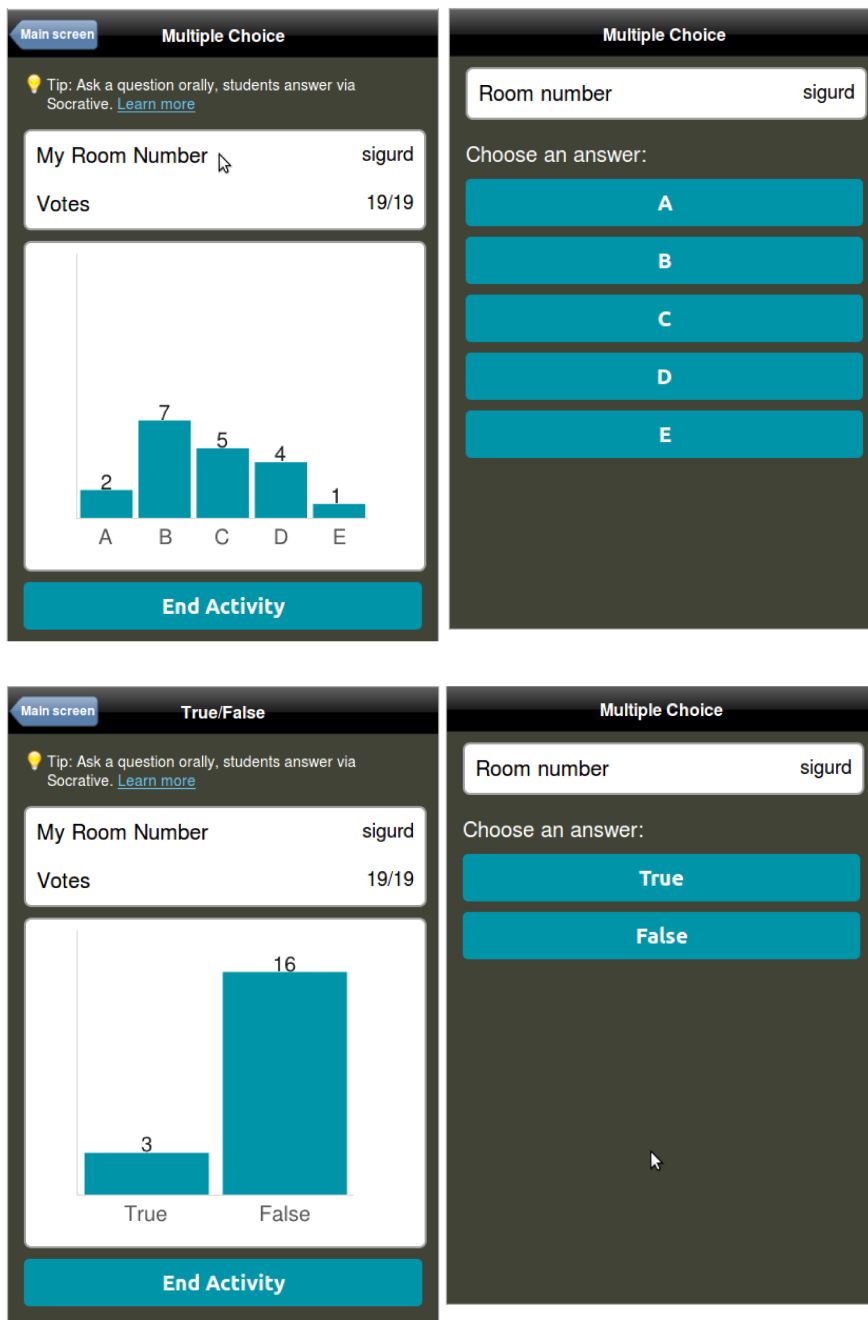 Main screen
Multiple Choice
Tip: Ask a question orally, students answer via
Socrative. Learn more
My Room Number sigurd
Votes 19/19
2
7
5
4
1
A B C D E
End Activity
Multiple Choice
Room number sigurd
Choose an answer:
A
B
C
D
E
Main screen
True/False
Tip: Ask a question orally, students answer via
Socrative. Learn more
My Room Number sigurd
Votes 19/19
3
16
True False
End Activity
Multiple Choice
Room number sigurd
Choose an answer:
True
False